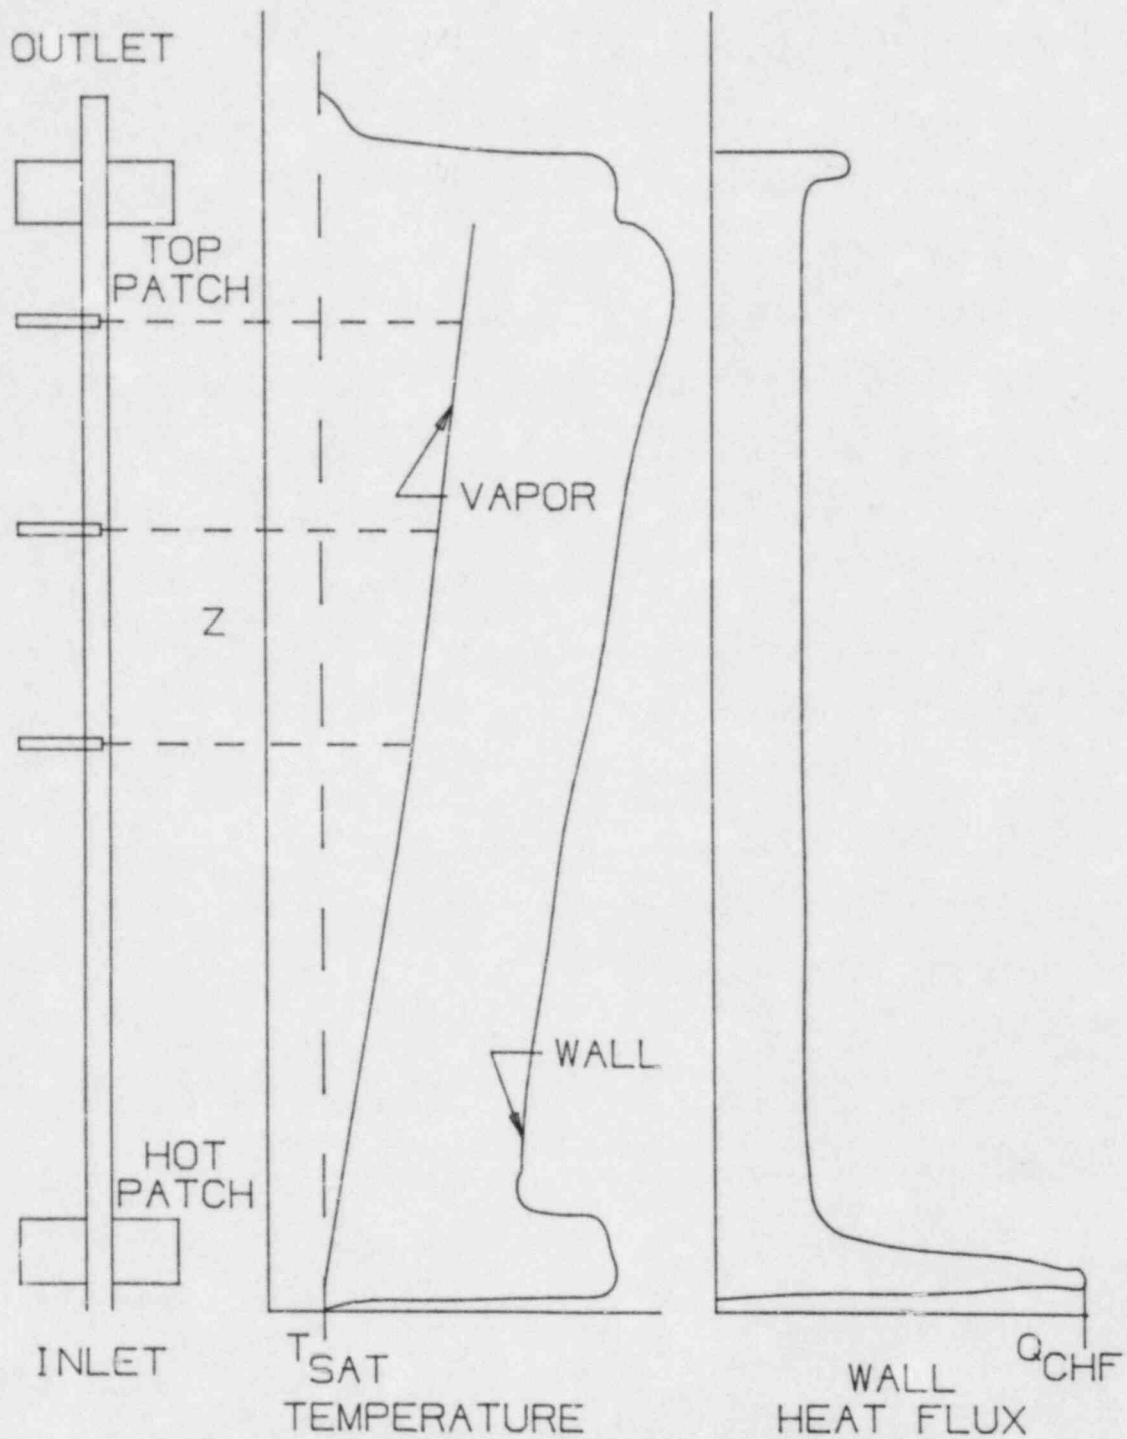 OUTLET
TOP
PATCH
VAPOR
Z
WALL
HOT
PATCH
INLET
T SAT
TEMPERATURE
Q CHF
WALL
HEAT FLUX